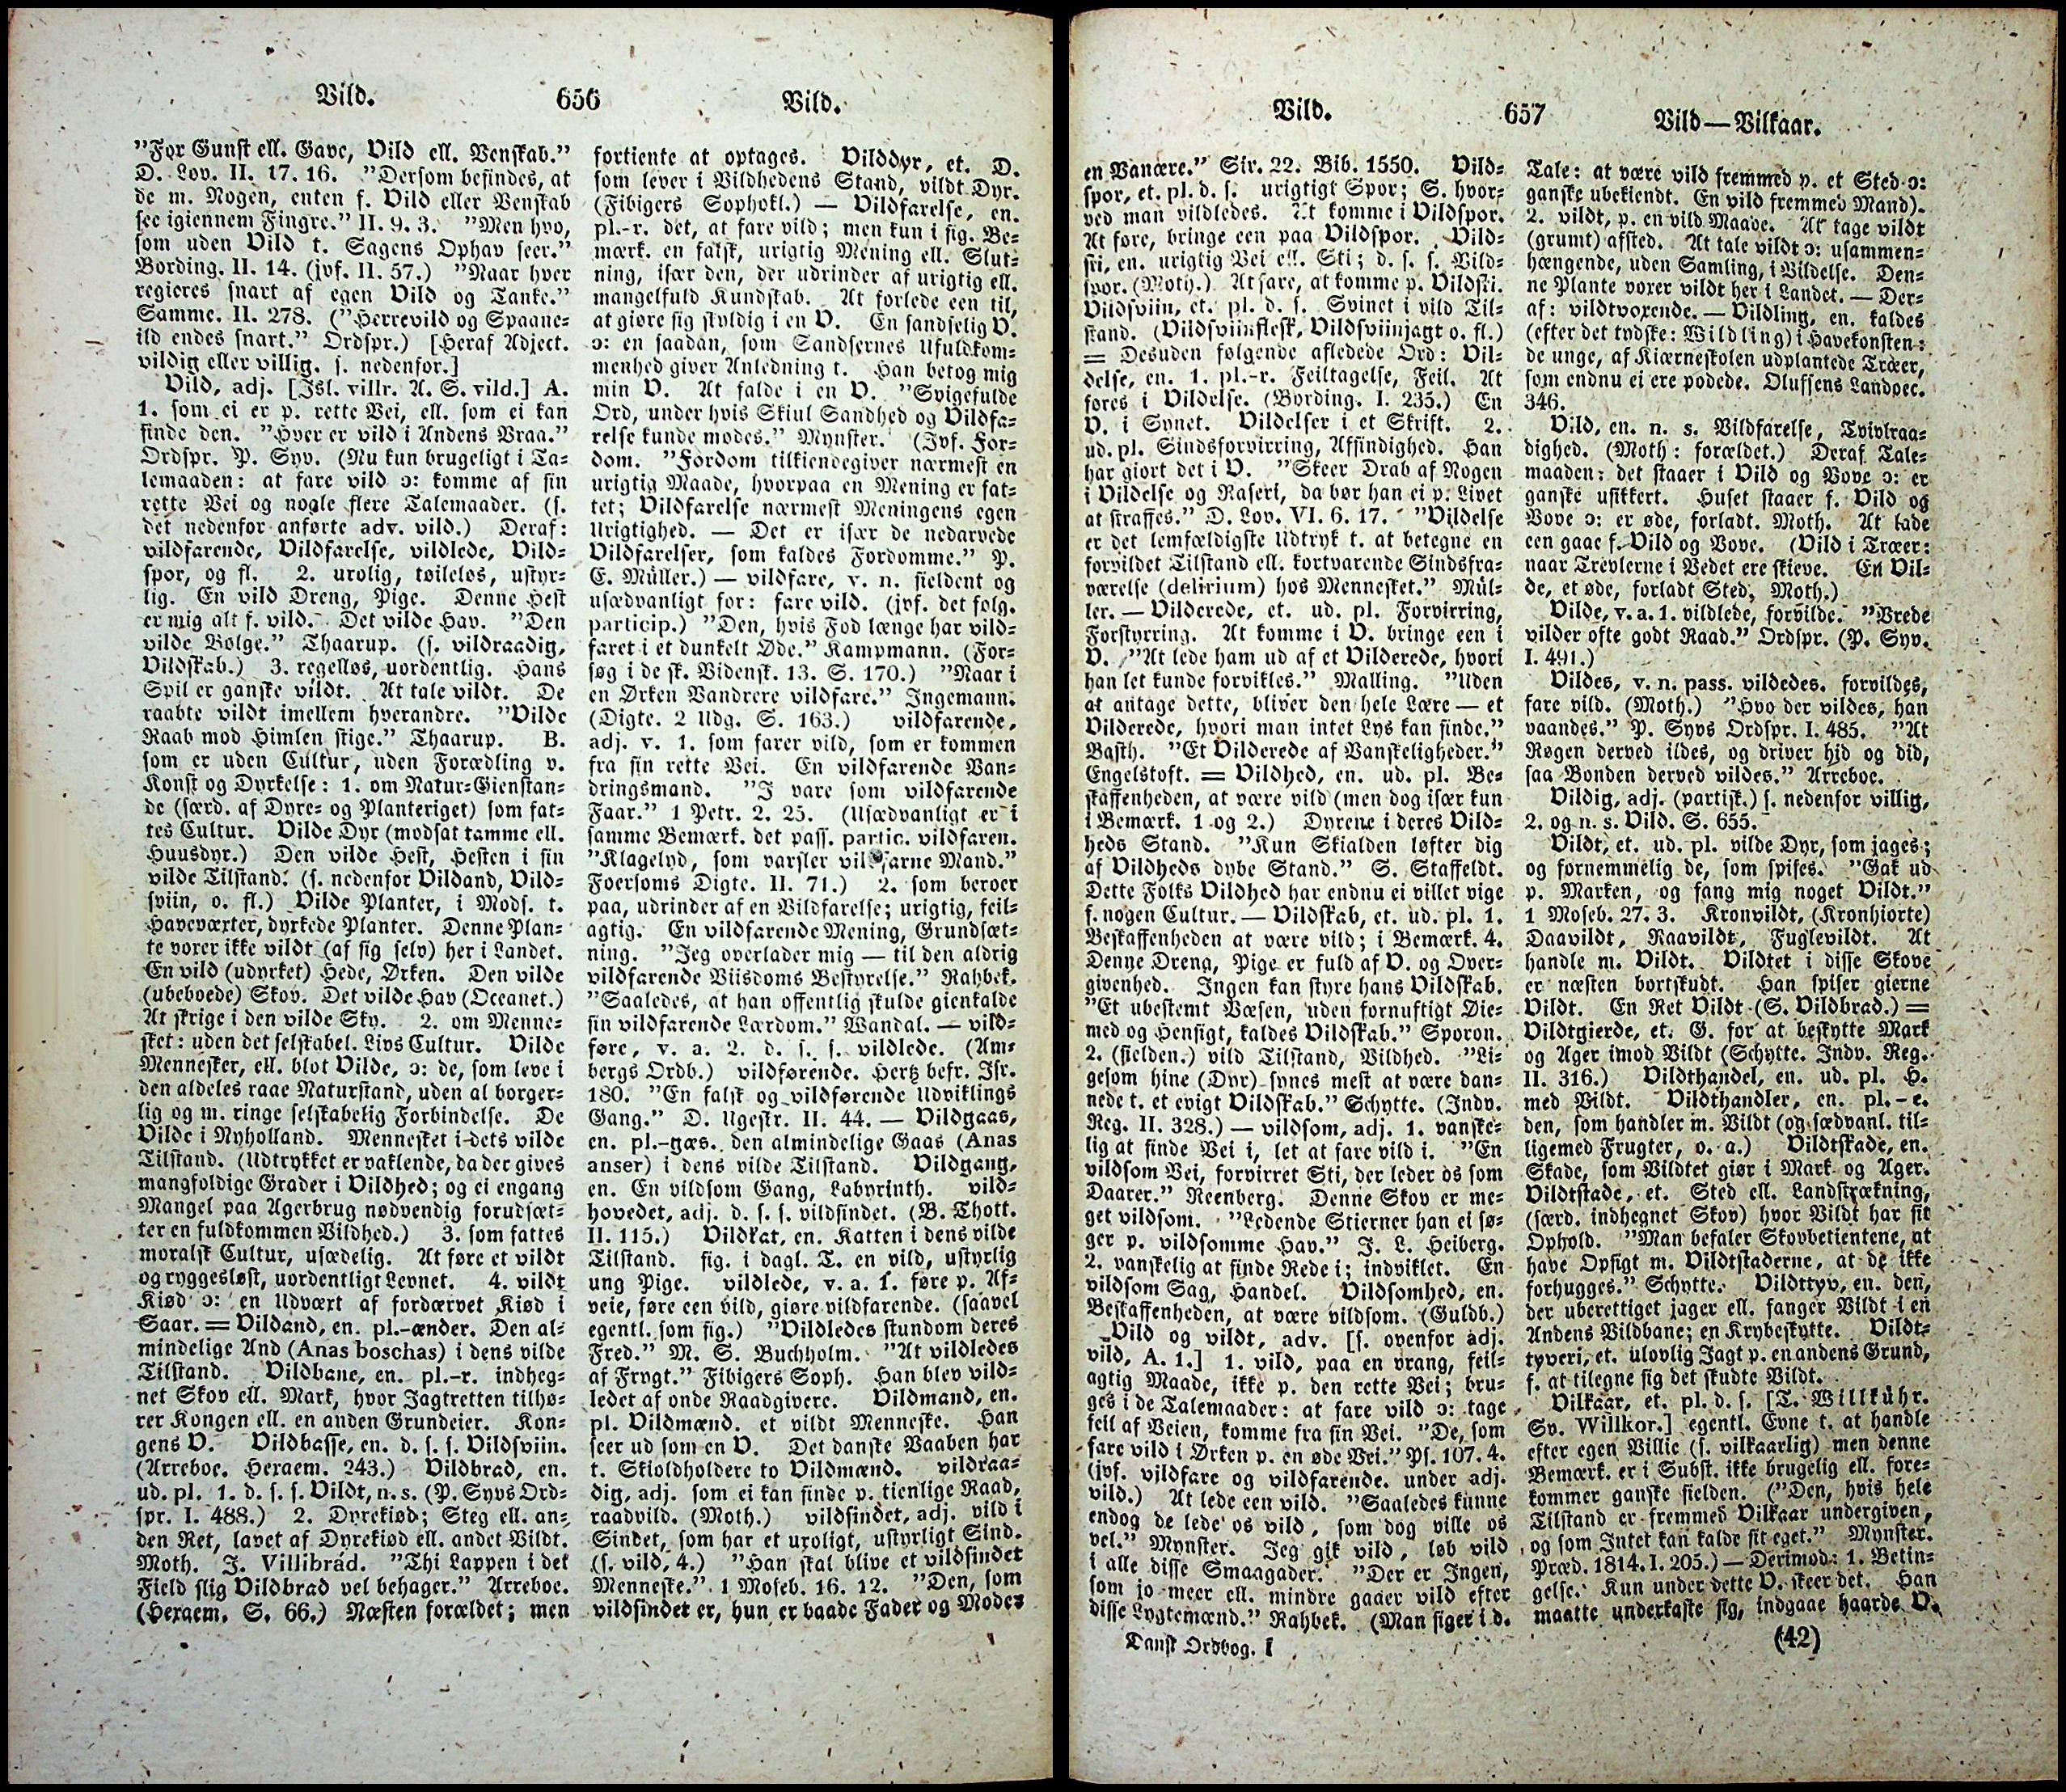 Vild.
656
Vild.
”For Gunst ell. Gave, Vild ell. Venskab.”
D. Lov. II. 17. 16. ”Dersom befindes, at
de m. Nogen, enten f. Vild eller Venskab
see igiennem Fingre.” II. 9. 3. ”Men hvo,
som uden Vild t. Sagens Ophav seer.”
Bording. II. 14. (jvf. II. 57.) ”Naar hver
regieres snart af egen Vild og Tanke.”
Samme. II. 278. (”Herrevild og Spaane-
ild endes snart.” Ordspr.) [Heraf Adject.
vildig eller villig. s. nedenfor.]
Vild, adj. [Isl. villr. A. S. vild.] A.
1. som ei er p. rette Vei, ell. som ei kan
finde den. ”Hver er vild i Andens Vraa.”
Ordspr. P. Syv. (Nu kun brugeligt i Ta-
lemaaden: at fare vild ɔ: komme af sin
rette Vei og nogle flere Talemaader. (s.
det nedenfor anførte adv. vild.) Deraf:
vildfarende, Vildfarelse, vildlede, Vild-
spor, og fl. 2. urolig, tøileløs, ustyr-
lig. En vild Dreng, Pige. Denne Hest
er mig alt f. vild. Det vilde Hav. ”Den
vilde Bølge.” Thaarup. (s. vildraadig,
Vildskab.) 3. regelløs, uordentlig. Hans
Spil er ganske vildt. At tale vildt. De
raabte vildt imellem hverandre. ”Vilde
Raab mod Himlen stige.” Thaarup. B.
som er uden Cultur, uden Forædling v.
Konst og Dyrkelse: 1. om Natur-Gienstan-
de (særd. af Dyre- og Planteriget) som fat-
tes Cultur. Vilde Dyr (modsat tamme ell.
Huusdyr.) Den vilde Hest, Hesten i sin
vilde Tilstand. (s. nedenfor Vildand, Vild-
sviin, o. fl.) Vilde Planter, i Mods. t.
Haveværter, dyrkede Planter. Denne Plan-
te voxer ikke vildt (af sig selv) her i Landet.
En vild (udyrket) Hede, Ørken. Den vilde
(ubeboede) Skov. Det vilde Hav (Oceanet.)
At skrige i den vilde Sky. 2. om Menne-
sket: uden det selskabel. Livs Cultur. Vilde
Mennesker, ell. blot Vilde, ɔ: de, som leve i
den aldeles raae Naturstand, uden al borger-
lig og m. ringe selskabelig Forbindelse. De
Vilde i Nyholland. Mennesket i dets vilde
Tilstand. (Udtrykket er vaklende, da der gives
mangfoldige Grader i Vildhed; og ei engang
Mangel paa Agerbrug nødvendig forudsæt-
ter en fuldkommen Vildhed.) 3. som fattes
moralsk Cultur, usædelig. At føre et vildt
og ryggesløst, uordentligt Levnet. 4. vildt
Kiød ɔ: en Udvært af fordærvet Kiød i
Saar. = Vildand, en. pl.-ænder. Den al-
mindelige And (Anas boschas) i dens vilde
Tilstand. Vildbane, en. pl.-r. indheg-
net Skov ell. Mark, hvor Jagtretten tilhø-
rer Kongen ell. en anden Grundeier. Kon-
gens V. Vildbasse, en. d. s. s. Vildsviin.
(Arreboe. Hexaem. 243.) Vildbrad, en.
ud. pl. 1. d. s. s. Vildt, n. s. (P. Syvs Ord-
spr. I. 488.) 2. Dyrekiød; Steg ell. an-
den Ret, lavet af Dyrekiød ell. andet Vildt.
Moth. J. Villibrád. ”Thi Lappen i det
Field slig Vildbrad vel behager.” Arreboe.
(Hexaem. S. 66.) Næsten forældet; men
fortiente at optages. Vilddyr, et. D.
som lever i Vildhedens Stand, vildt Dyr.
(Fibigers Sophokl.) — Vildfarelse, en.
pl.-r. det, at fare vild; men kun i fig. Be-
mærk. en falsk, urigtig Mening ell. Slut-
ning, især den, der udrinder af urigtig ell.
mangelfuld Kundskab. At forlede een til,
at giøre sig skyldig i en V. En sandselig V.
ɔ: en saadan, som Sandsernes Ufuldkom-
menhed giver Anledning t. Han betog mig
min V. At falde i en V. ”Svigefulde
Ord, under hvis Skiul Sandhed og Vildfa-
relse kunde mødes.” Mynster. (Jvf. For-
dom. ”Fordom tilkiendegiver nærmest en
urigtig Maade, hvorpaa en Mening er fat-
tet; Vildfarelse nærmest Meningens egen
Urigtighed. — Det er især de nedarvede
Vildfarelser, som kaldes Fordomme.” P.
E. Müller.) — vildfare, v. n. sieldent og
usædvanligt for: fare vild. (jvf. det følg.
particip.) ”Den, hvis Fod længe har vild-
faret i et dunkelt Øde.” Kampmann. (For-
søg i de sk. Vidensk. 13. S. 170.) ”Naar i
en Ørken Vandrere vildfare.” Ingemann.
(Digte. 2 Udg. S. 163.) vildfarende,
adj. v. 1. som farer vild, som er kommen
fra sin rette Vei. En vildfarende Van-
dringsmand. ”I vare som vildfarende
Faar.” 1 Petr. 2. 25. (Usædvanligt er i
samme Bemærk. det pass. partic. vildfaren.
”Klagelyd, som varsler vildfarne Mand.”
Foersoms Digte. II. 71.) 2. som beroer
paa, udrinder af en Vildfarelse; urigtig, feil-
agtig. En vildfarende Mening, Grundsæt-
ning. ”Jeg overlader mig — til den aldrig
vildfarende Viisdoms Bestyrelse.” Rahbek.
”Saaledes, at han offentlig skulde gienkalde
sin vildfarende Lærdom.” Wandal. — vild-
føre, v. a. 2. d. s. s. vildlede. (Am-
bergs Ordb.) vildførende. Hertz befr. Isr.
180. ”En falsk og vildførende Udviklings
Gang.” D. Ugestr. II. 44. — Vildgaas,
en. pl.-gæs. den almindelige Gaas (Anas
anser) i dens vilde Tilstand. Vildgang,
en. En vildsom Gang, Labyrinth. vild-
hovedet, adj. d. s. s. vildsindet. (B. Thott.
II. 115.) Vildkat, en. Katten i dens vilde
Tilstand. fig. i dagl. T. en vild, ustyrlig
ung Pige. vildlede, v. a. 1. føre p. Af-
veie, føre een vild, giøre vildfarende. (saavel
egentl. som fig.) ”Vildledes stundom deres
Fred.” M. S. Buchholm. ”At vildledes
af Frygt.” Fibigers Soph. Han blev vild-
ledet af onde Raadgivere. Vildmand, en.
pl. Vildmænd. et vildt Menneske. Han
seer ud som en V. Det danske Vaaben har
t. Skioldholdere to Vildmænd. vildraa-
dig, adj. som ei kan finde p. tienlige Raad,
raadvild. (Moth.) vildsindet, adj. vild i
Sindet, som har et uroligt, ustyrligt Sind.
(s. vild, 4.) ”Han skal blive et vildsindet
Menneske.” 1 Moseb. 16. 12. ”Den, som
vildsindet er, hun er baade Fader og Moder
Vild.
657
Vild — Vilkaar.
en Vanære.” Sir. 22. Bib. 1550. Vild-
spor, et. pl. d. s. urigtigt Spor; S. hvor-
ved man vildledes. At komme i Vildspor.
At føre, bringe een paa Vildspor. Vild-
sti, en. urigtig Vei ell. Sti; d. s. s. Vild-
spor. (Moth.) At fare, at komme p. Vildsti.
Vildsviin, et. pl. d. s. Svinet i vild Til-
stand. (Vildsviinsflesk, Vildsviinjagt o. fl.)
= Desuden følgende afledede Ord: Vil-
delse, en. 1. pl.-r. Feiltagelse, Feil. At
føres i Vildelse. (Bording. I. 235.) En
V. i Synet. Vildelser i et Skrift. 2.
ud. pl. Sindsforvirring, Affindighed. Han
har giort det i V. ”Skeer Drab af Nogen
i Vildelse og Raseri, da bør han ei p. Livet
at straffes.” D. Lov. VI. 6. 17. ”Vildelse
er det lemfældigste Udtryk t. at betegne en
forvildet Tilstand ell. kortvarende Sindsfra-
værelse (delirium) hos Mennesket.” Mül-
ler. — Vilderede, et. ud. pl. Forvirring,
Forstyrring. At komme i V. bringe een i
V. ”At lede ham ud af et Vilderede, hvori
han let kunde forvikles.” Malling. ”Uden
at antage dette, bliver den hele Lære — et
Vilderede, hvori man intet Lys kan finde.”
Basth. ”Et Vilderede af Vanskeligheder.”
Engelstoft. = Vildhed, en. ud. pl. Be-
skaffenheden, at være vild (men dog især kun
i Bemærk. 1 og 2.) Dyrene i deres Vild-
heds Stand. ”Kun Skialden løfter dig
af Vildheds dybe Stand.” S. Staffeldt.
Dette Folks Vildhed har endnu ei villet vige
f. nogen Cultur. — Vildskab, et. ud. pl. 1.
Beskaffenheden at være vild; i Bemærk. 4.
Denne Dreng, Pige er fuld af V. og Over-
givenhed. Ingen kan styre hans Vildskab.
”Et ubestemt Væsen, uden fornuftigt Øie-
med og Hensigt, kaldes Vildskab.” Sporon.
2. (sielden.) vild Tilstand, Vildhed. ”Li-
gesom hine (Dyr) synes mest at være dan-
nede t. et evigt Vildskab.” Schytte. (Indv.
Reg. II. 328.) — vildsom, adj. 1. vanske-
lig at finde Vei i, let at fare vild i. ”En
vildsom Vei, forvirret Sti, der leder os som
Daarer.” Reenberg. Denne Skov er me-
get vildsom. ”Ledende Stierner han ei sø-
ger p. vildsomme Hav.” J. L. Heiberg.
2. vanskelig at finde Rede i; indviklet. En
vildsom Sag, Handel. Vildsomhed, en.
Beskaffenheden, at være vildsom. (Guldb.)
Vild og vildt, adv. [s. ovenfor adj.
vild, A. 1.] 1. vild, paa en vrang, feil-
agtig Maade, ikke p. den rette Vei; bru-
ges i de Talemaader: at fare vild ɔ: tage
feil af Veien, komme fra sin Vei. ”De, som
fare vild i Ørken p. en øde Vei.” Ps. 107. 4.
(jvf. vildfare og vildfarende. under adj.
vild.) At lede een vild. ”Saaledes kunne
endog de lede os vild, som dog ville os
vel.” Mynster. Jeg gik vild, løb vild
i alle disse Smaagader. ”Der er Ingen,
som jo meer ell. mindre gaaer vild efter
disse Lygtemænd.” Rahbek. (Man siger i d.
Dansk Ordbog. I
Tale: at være vild fremmed p. et Sted ɔ:
ganske ubekiendt. En vild fremmed Mand).
2. vildt, p. en vild Maade. At tage vildt
(grumt) afsted. At tale vildt ɔ: usammen-
hængende, uden Samling, i Vildelse. Den-
ne Plante voxer vildt her i Landet. — Der-
af: vildtvoxende. — Vildling, en. kaldes
(efter det tydske: Wildling) i Havekonsten:
de unge, af Kiærneskolen udplantede Træer,
som endnu ei ere podede. Olufsens Landoec.
346.
Vild, en. n. s. Vildfarelse, Tvivlraa-
dighed. (Moth: forældet.) Deraf Tale-
maaden: det staaer i Vild og Vove ɔ: er
ganske usikkert. Huset staaer f. Vild og
Vove ɔ: er øde, forladt. Moth. At lade
een gaae f. Vild og Vove. (Vild i Træer:
naar Trevlerne i Vedet ere skieve. En Vil-
de, et øde, forladt Sted, Moth.)
Vilde, v. a. 1. vildlede, forvilde. ”Vrede
vilder ofte godt Raad.” Ordspr. (P. Syv.
I. 491.)
Vildes, v. n. pass. vildedes. forvildes,
fare vild. (Moth.) ”Hvo der vildes, han
vaandes.” P. Syvs Ordspr. I. 485. ”At
Røgen derved ildes, og driver hid og did,
saa Bonden derved vildes.” Arreboe.
Vildig, adj. (partisk.) s. nedenfor villig,
2. og n. s. Vild. S. 655.
Vildt, et. ud. pl. vilde Dyr, som jages;
og fornemmelig de, som spises. ”Gak ud
p. Marken, og fang mig noget Vildt.”
1 Moseb. 27. 3. Kronvildt, (Kronhiorte)
Daavildt, Raavildt, Fuglevildt. At
handle m. Vildt. Vildtet i disse Skove
er næsten bortskudt. Han spiser gierne
Vildt. En Ret Vildt (S. Vildbrad.) =
Vildtgierde, et. G. for at beskytte Mark
og Ager imod Vildt (Schytte. Indv. Reg.
II. 316.) Vildthandel, en. ud. pl. H.
med Vildt. Vildthandler, en. pl. - e.
den, som handler m. Vildt (og sædvanl. til-
ligemed Frugter, o. a.) Vildtskade, en.
Skade, som Vildtet giør i Mark og Ager.
Vildtstade, et. Sted ell. Landstrækning,
(særd. indhegnet Skov) hvor Vildt har sit
Ophold. ”Man befaler Skovbetientene, at
have Opsigt m. Vildtstaderne, at de ikke
forhugges.” Schytte. Vildttyv, en. den,
der uberettiget jager ell. fanger Vildt i en
Andens Vildbane; en Krybeskytte. Vildt-
tyveri, et. ulovlig Jagt p. en andens Grund,
f. at tilegne sig det skudte Vildt.
Vilkaar, et. pl. d. s. [T. Willkühr.
Sv. Willkor.] egentl. Evne t. at handle
efter egen Villie (s. vilkaarlig) men denne
Bemærk. er i Subst. ikke brugelig ell. fore-
kommer ganske sielden. (”Den, hvis hele
Tilstand er fremmed Vilkaar undergiven,
og som Intet kan kalde sit eget.” Mynster.
Præd. 1814. I. 205.) — Derimod: 1. Betin-
gelse. Kun under dette V. skeer det. Han
maatte underkaste sig, indgaae haarde V.
(42)